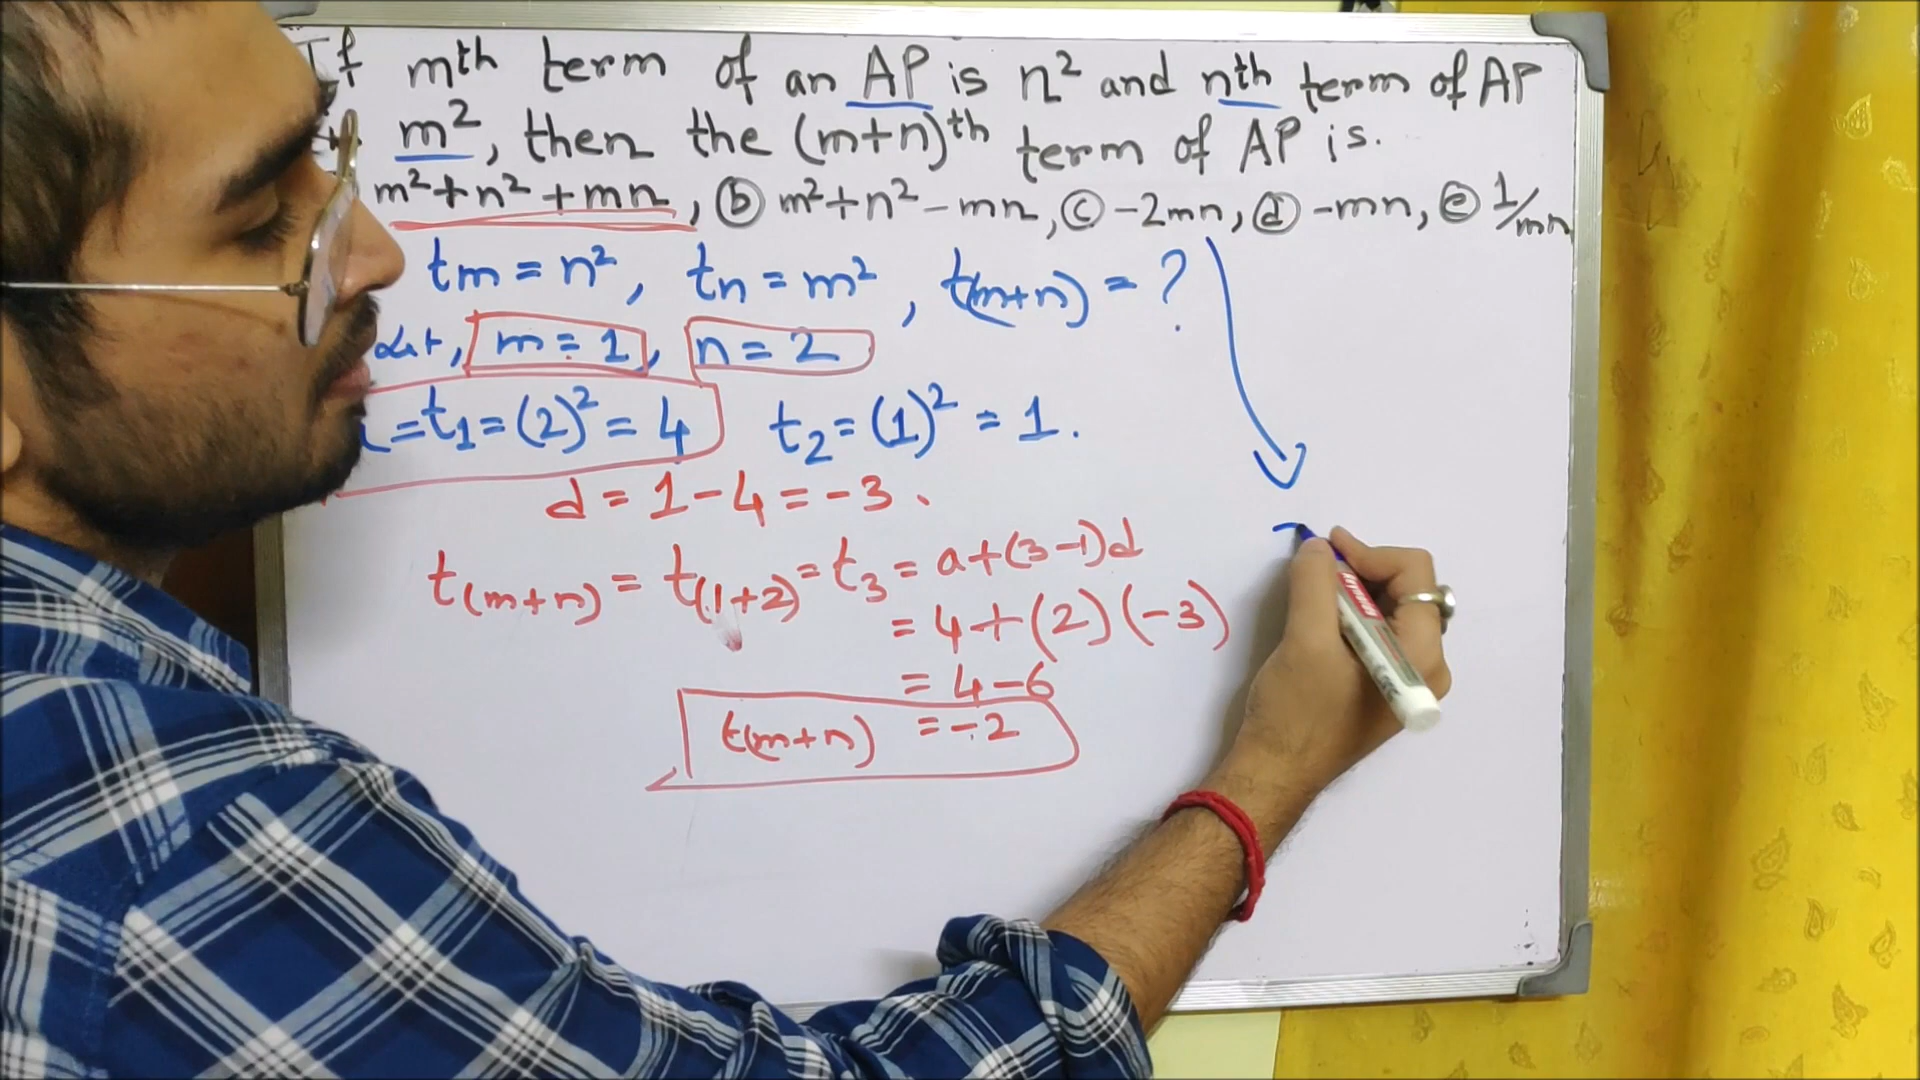 If mth term of an AP is n² and nth term of AP
m², then the (m+n)th term of AP is.
m²+n²+mn, ⓑ m²+n²-mn, ⓒ -2mn, ⓓ -mn, ⓔ 1/mn
tm = n², tn = m², t(m+n) = ?
Let, m = 1, n = 2
=t₁=(2)² = 4 t₂=(1)² = 1.
d = 1-4 = -3.
t(m+n) = t(1+2) = t₃ = a+(3-1)d
= 4+(2)(-3)
= 4-6
t(m+n) = -2